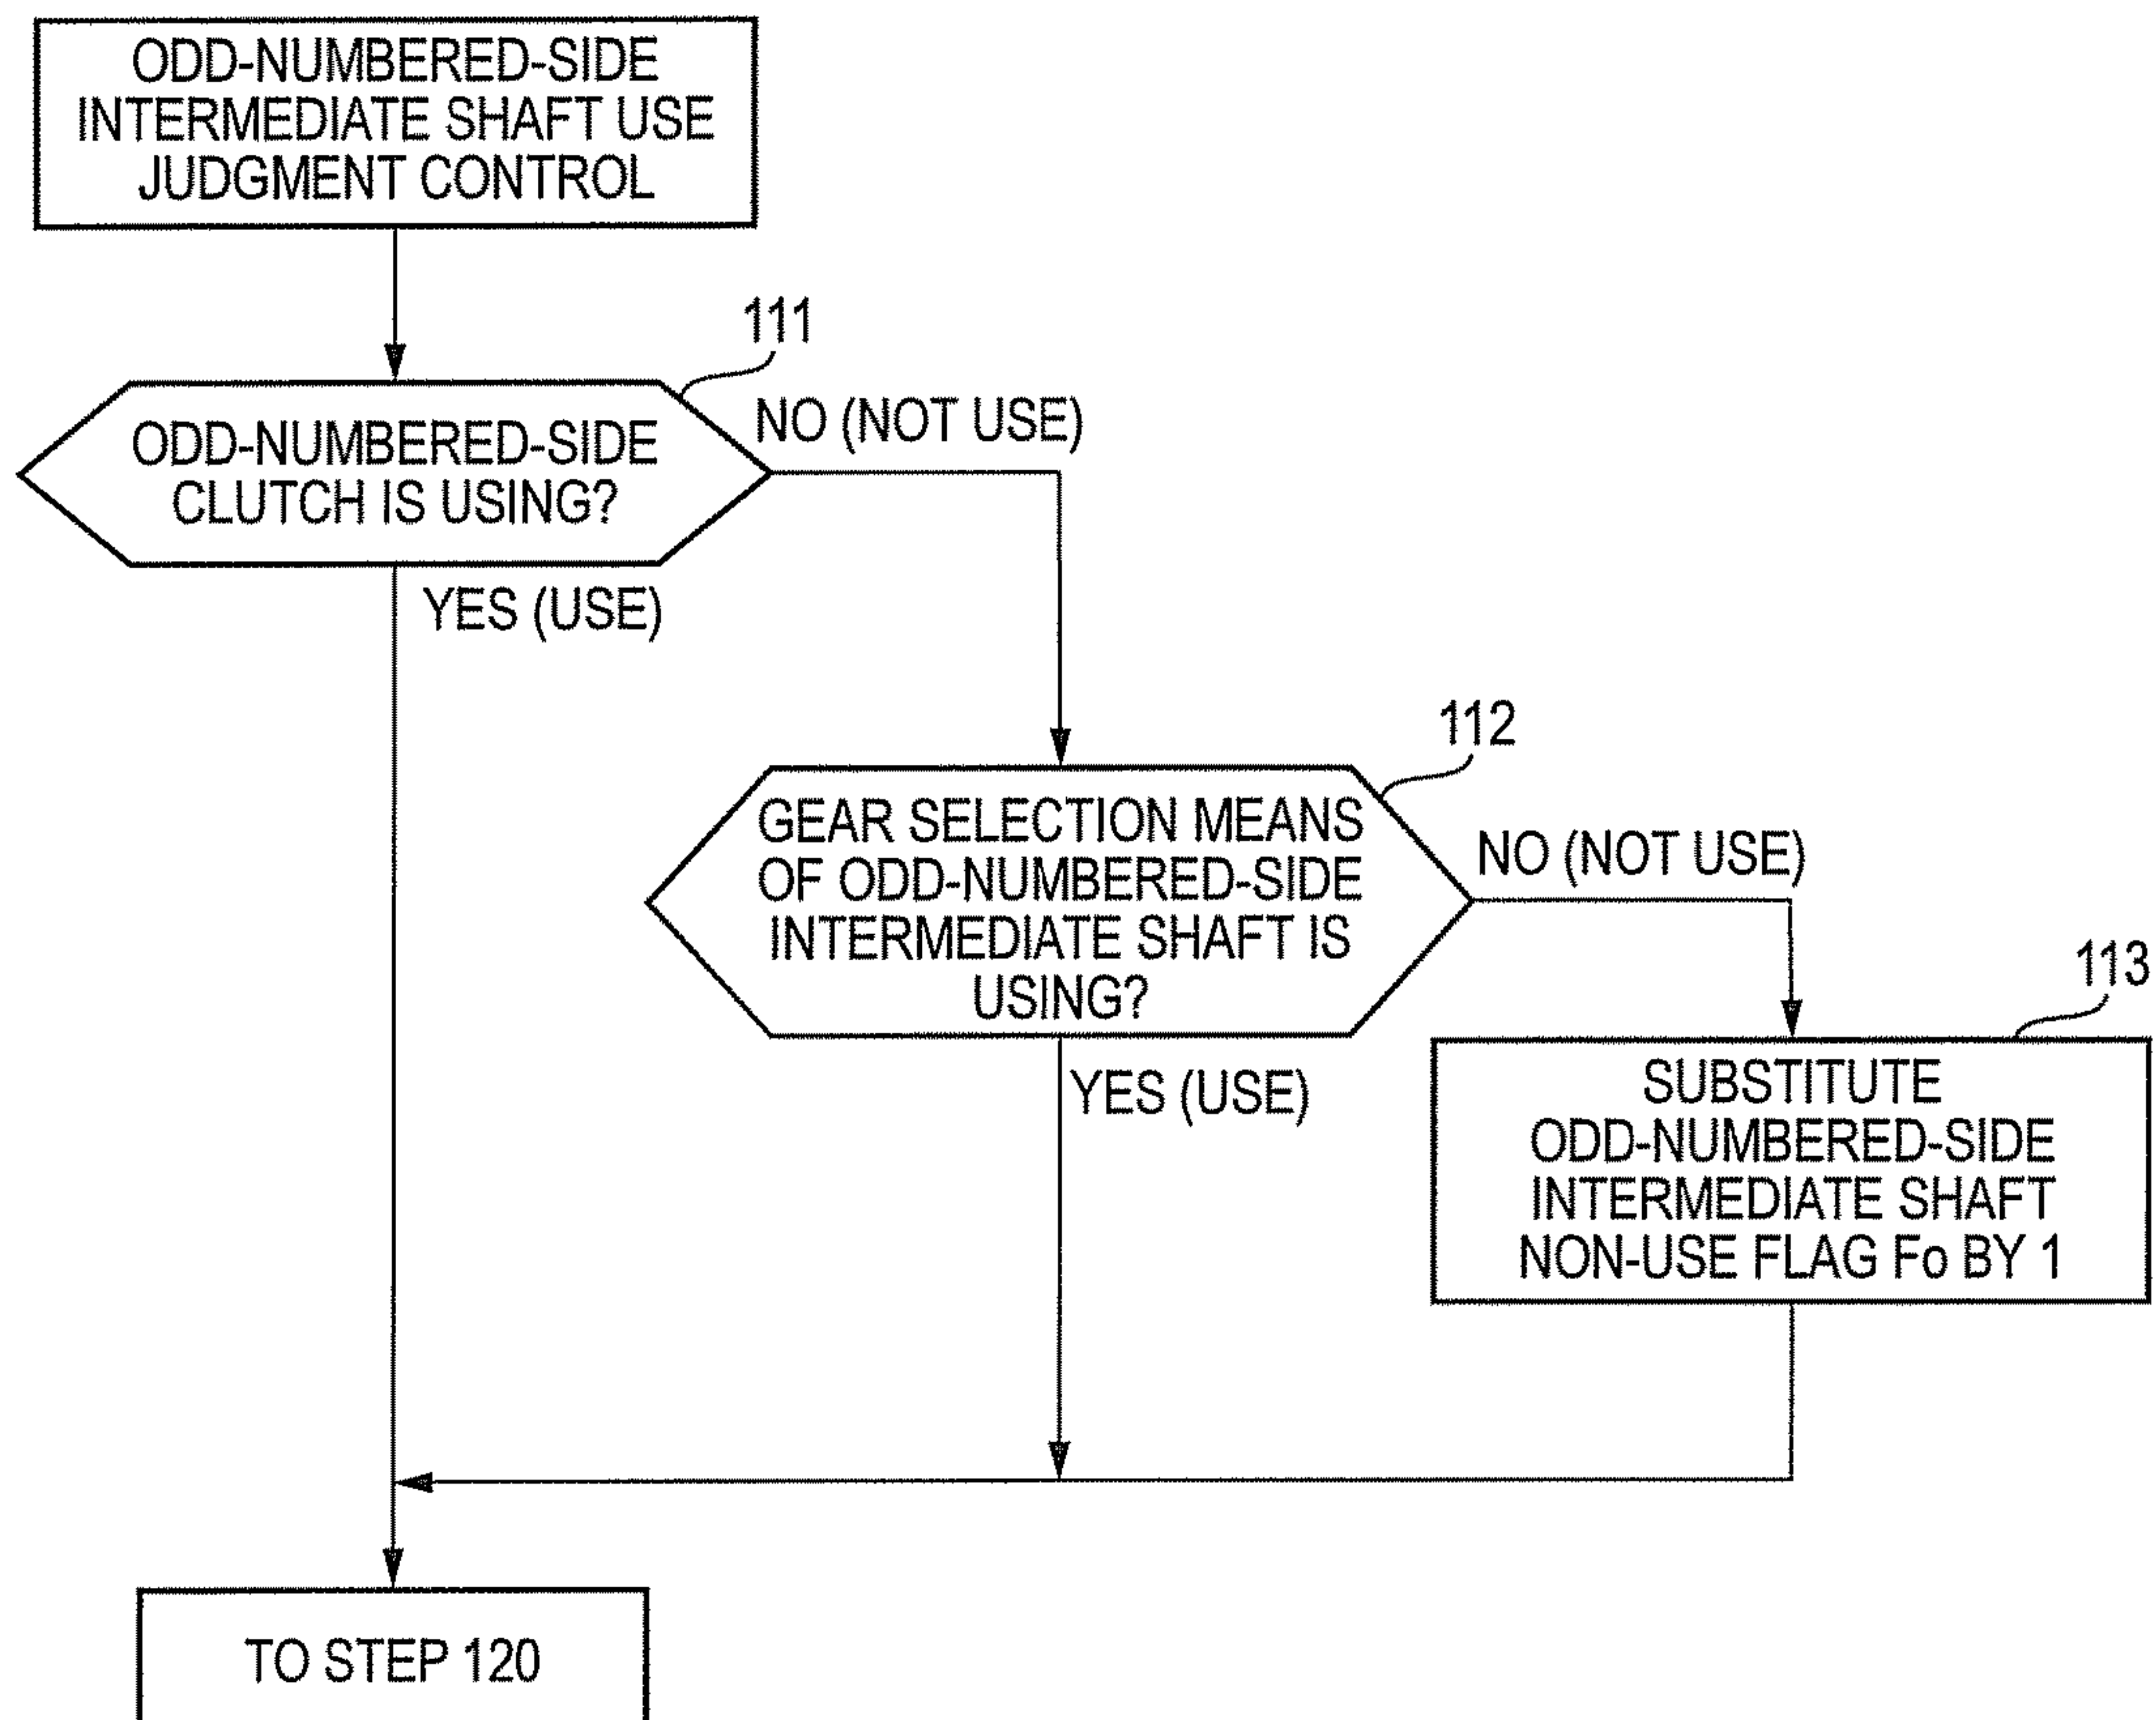 ODD-NUMBERED-SIDE
INTERMEDIATE SHAFT USE
JUDGMENT CONTROL
111
ODD-NUMBERED-SIDE
CLUTCH IS USING?
NO (NOT USE)
YES (USE)
112
GEAR SELECTION MEANS
OF ODD-NUMBERED-SIDE
INTERMEDIATE SHAFT IS
USING?
NO (NOT USE)
YES (USE)
113
SUBSTITUTE
ODD-NUMBERED-SIDE
INTERMEDIATE SHAFT
NON-USE FLAG Fo BY 1
TO STEP 120